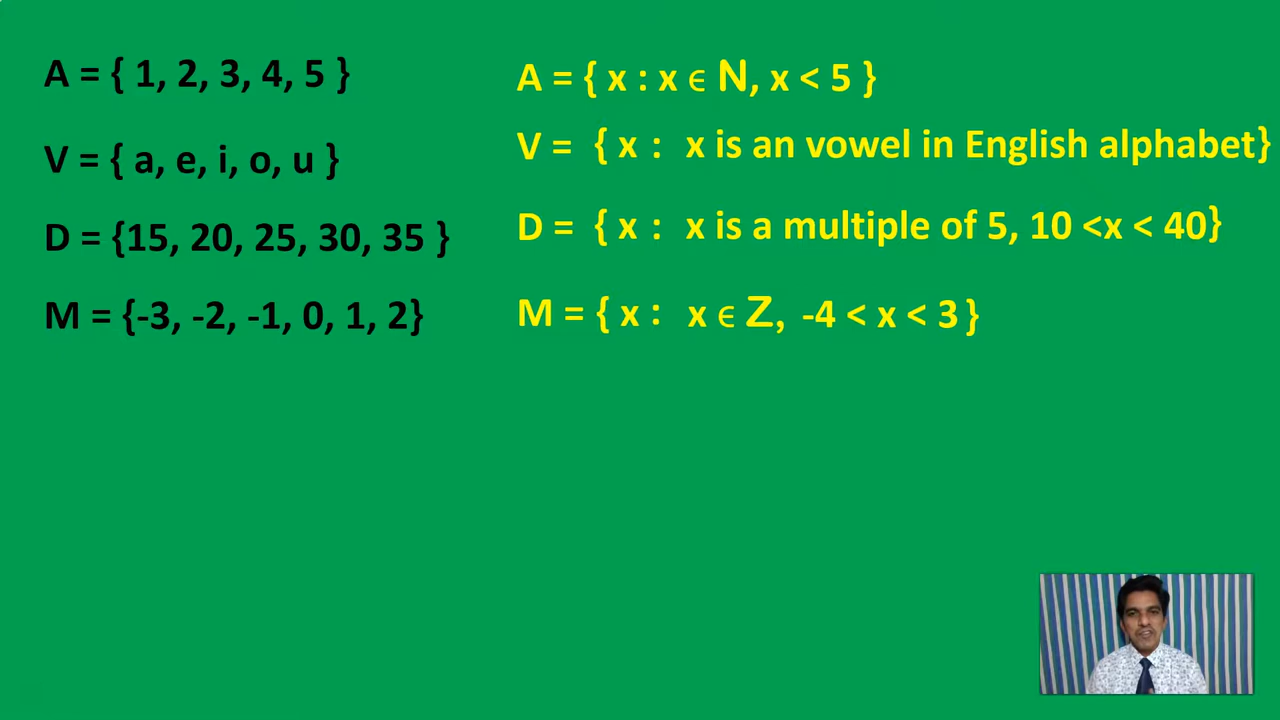 A = { 1, 2, 3, 4, 5 }
A = { x : x ϵ N, x < 5 }
V = { a, e, i, o, u }
V = { x : x is an vowel in English alphabet}
D = {15, 20, 25, 30, 35 }
D = { x : x is a multiple of 5, 10 <x < 40}
M = {-3, -2, -1, 0, 1, 2}
M = { x : x ϵ Z, -4 < x < 3 }